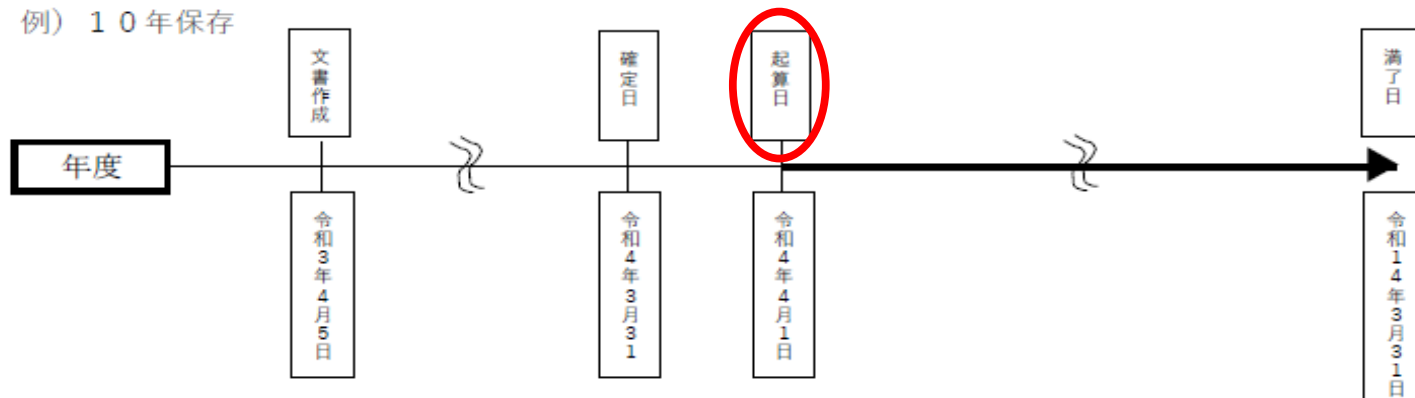 例）１０年保存
文書作成
確定日
起算日
満了日
年度
令和３年４月５日
令和４年３月３１
令和４年４月１日
令和１４年３月３１日